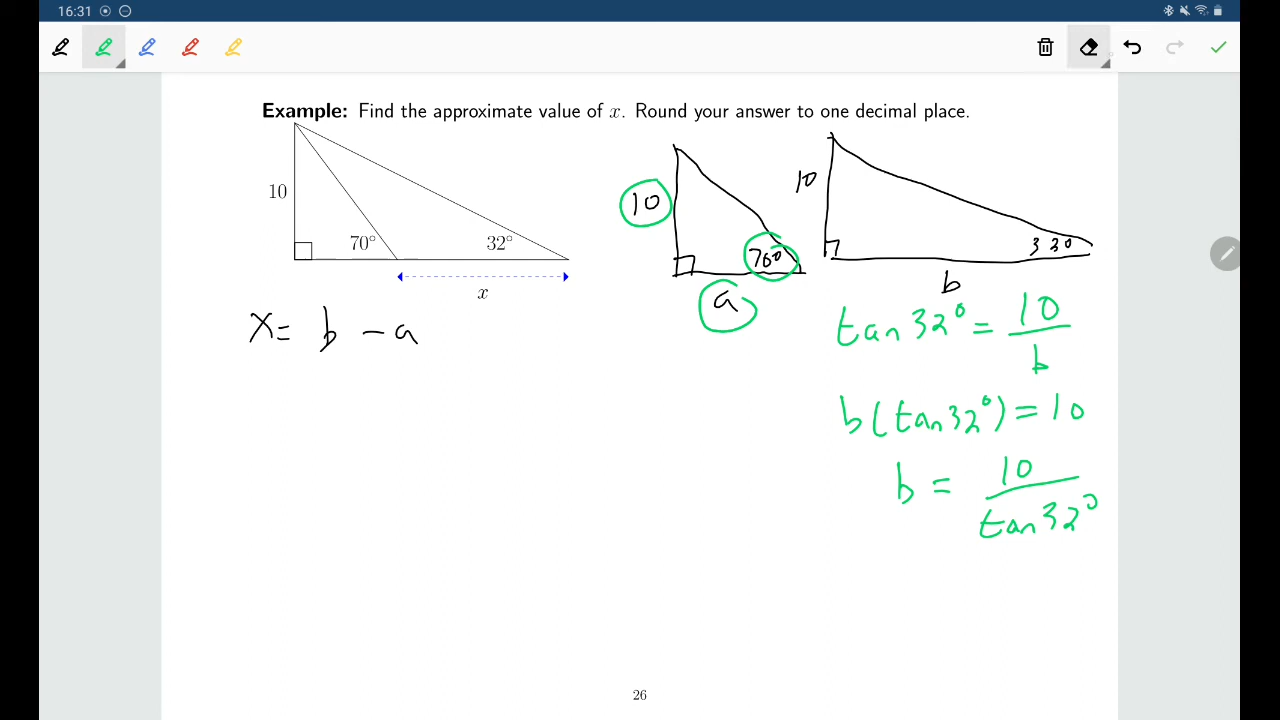 16:31
Example: Find the approximate value of x. Round your answer to one decimal place.
10
70°
32°
x
10
70°
a
10
32°
b
x = b - a
tan 32° = 10/b
b(tan 32°) = 10
b = 10/tan 32°
26